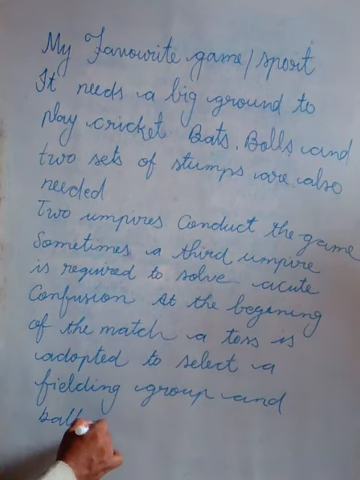 My Favourite game/sport
It needs a big ground to
play cricket Bats, Balls and
two sets of stumps are also
needed
Two umpires Conduct the game
Sometimes a third umpire
is required to solve acute
Confusion At the begening
of the match a toss is
adopted to select a
fielding group and
ball